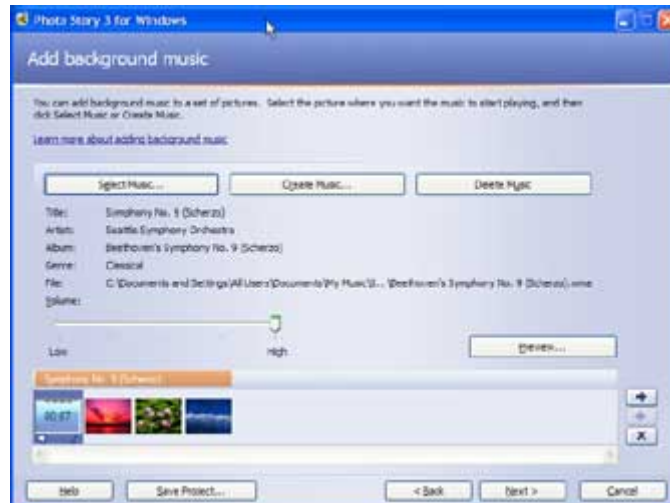 Photo Story 3 for Windows
Add background music
You can add background music to a set of pictures. Select the picture where you want the music to start playing, and then
click Select Music or Create Music.
Learn more about adding background music
Select Music... Create Music... Delete Music
Title: Symphony No. 9 (Scherzo)
Artist: Seattle Symphony Orchestra
Album: Beethoven's Symphony No. 9 (Scherzo)
Genre: Classical
File: C:\Documents and Settings\All Users\Documents\My Music\... \Beethoven's Symphony No. 9 (Scherzo).wma
Volume:
Low High Preview...
Symphony No. 9 (Scherzo)
00:07
Help Save Project... < Back Next > Cancel